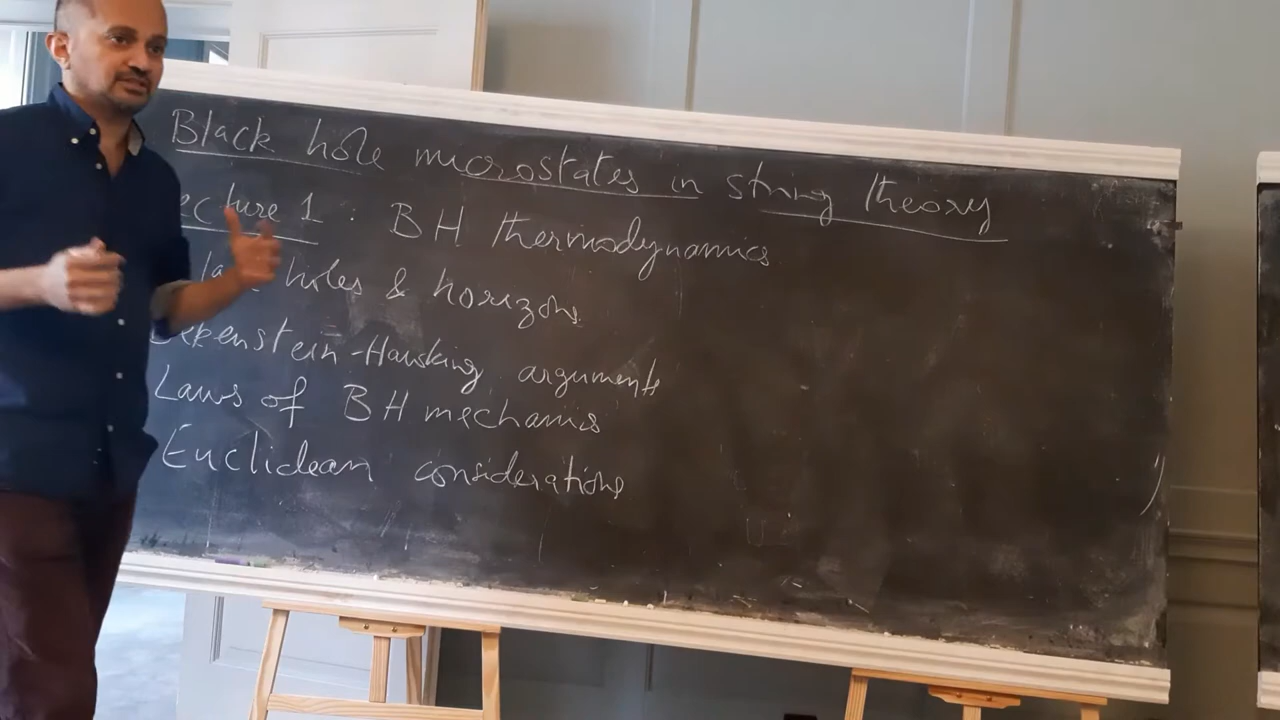 Black hole microstates in string theory
ecture 1 : BH thermodynamics
holes & horizons
ekenstein-Hawking arguments
Laws of BH mechanics
Euclidean considerations